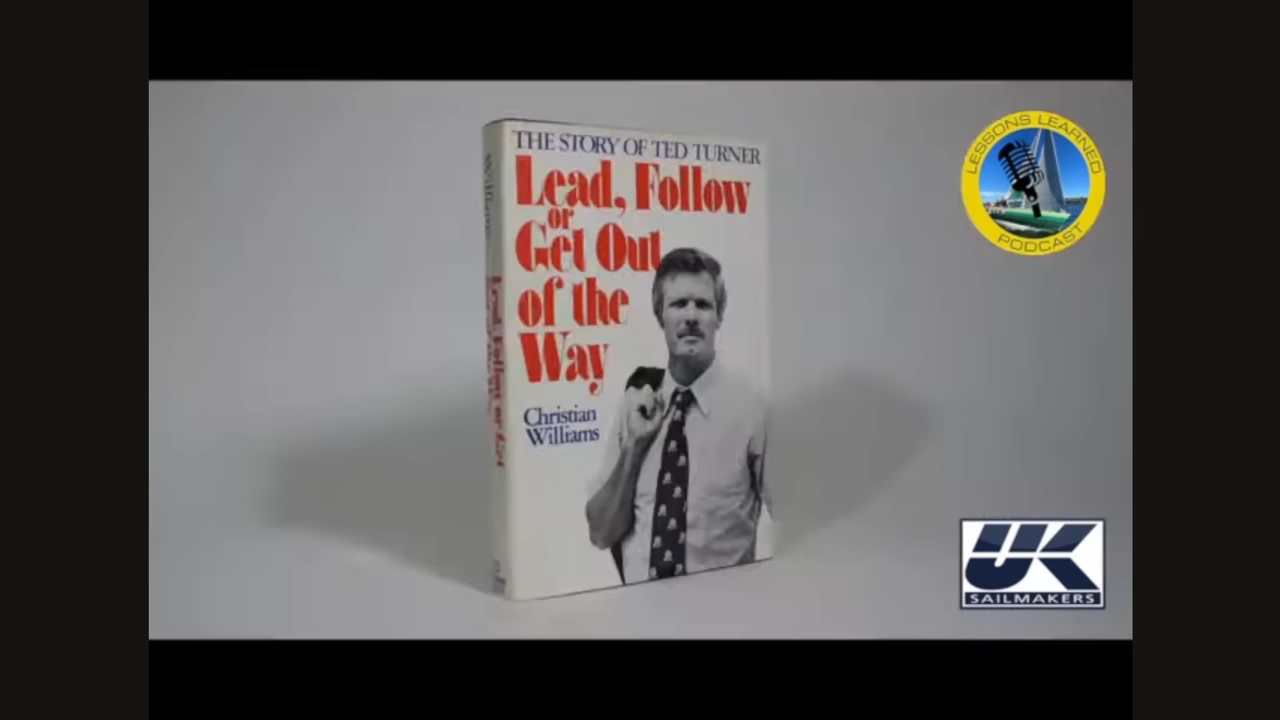 THE STORY OF TED TURNER
Lead, Follow
or
Get Out
of the
Way
Christian
Williams
Williams
LESSONS LEARNED
PODCAST
UK
SAILMAKERS